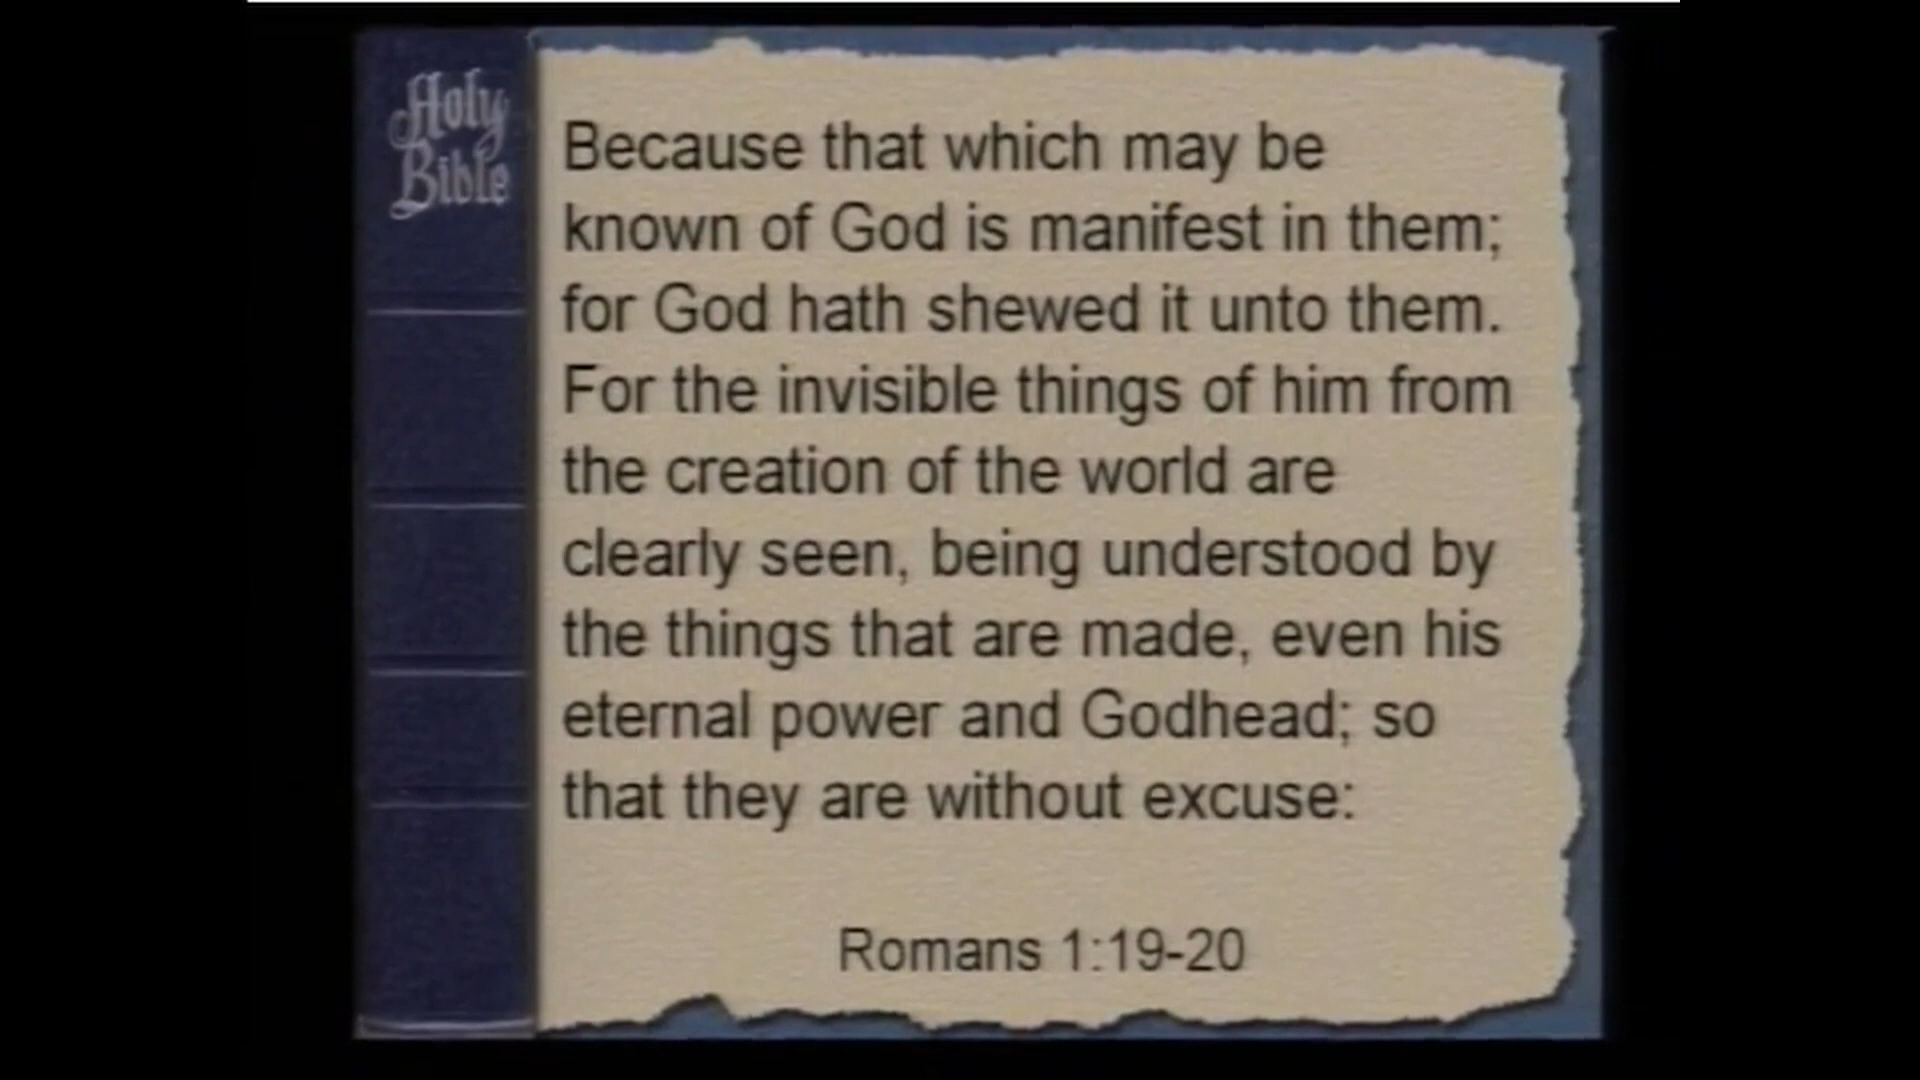 Holy
Bible
Because that which may be
known of God is manifest in them;
for God hath shewed it unto them.
For the invisible things of him from
the creation of the world are
clearly seen, being understood by
the things that are made, even his
eternal power and Godhead; so
that they are without excuse:
Romans 1:19-20